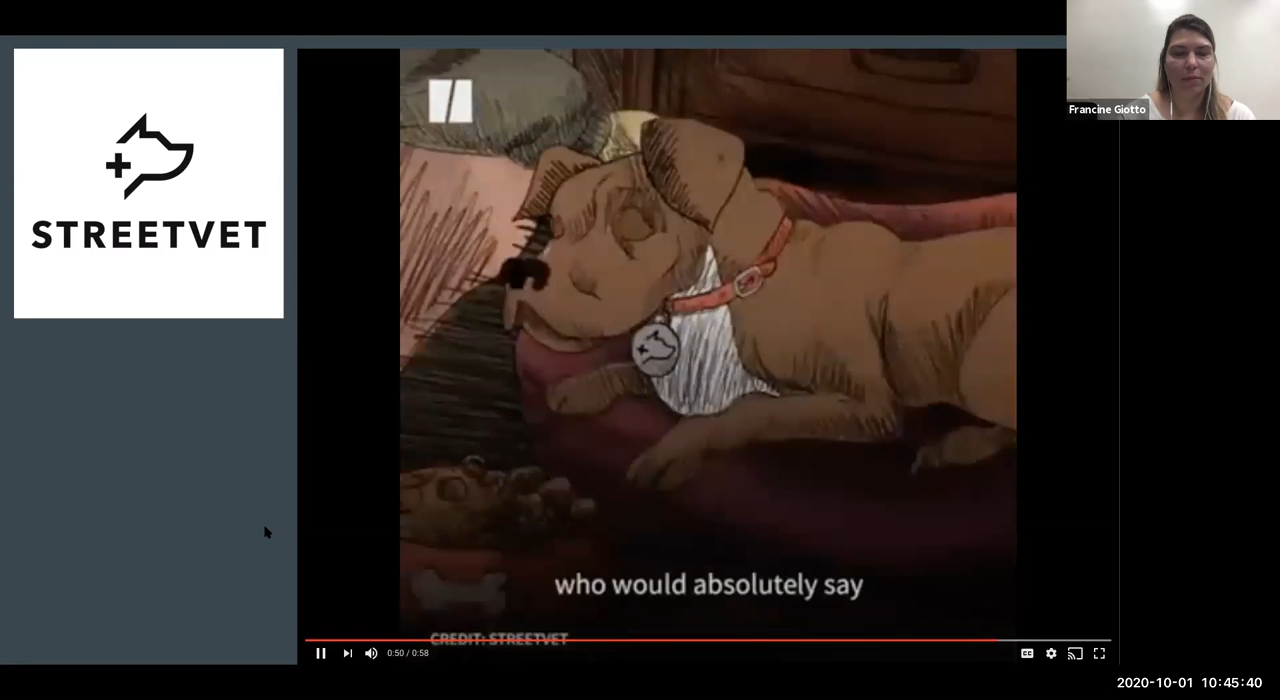 STREETVET
Francine Giotto
who would absolutely say
CREDIT: STREETVET
0:50 / 0:58
CC
2020-10-01 10:45:40